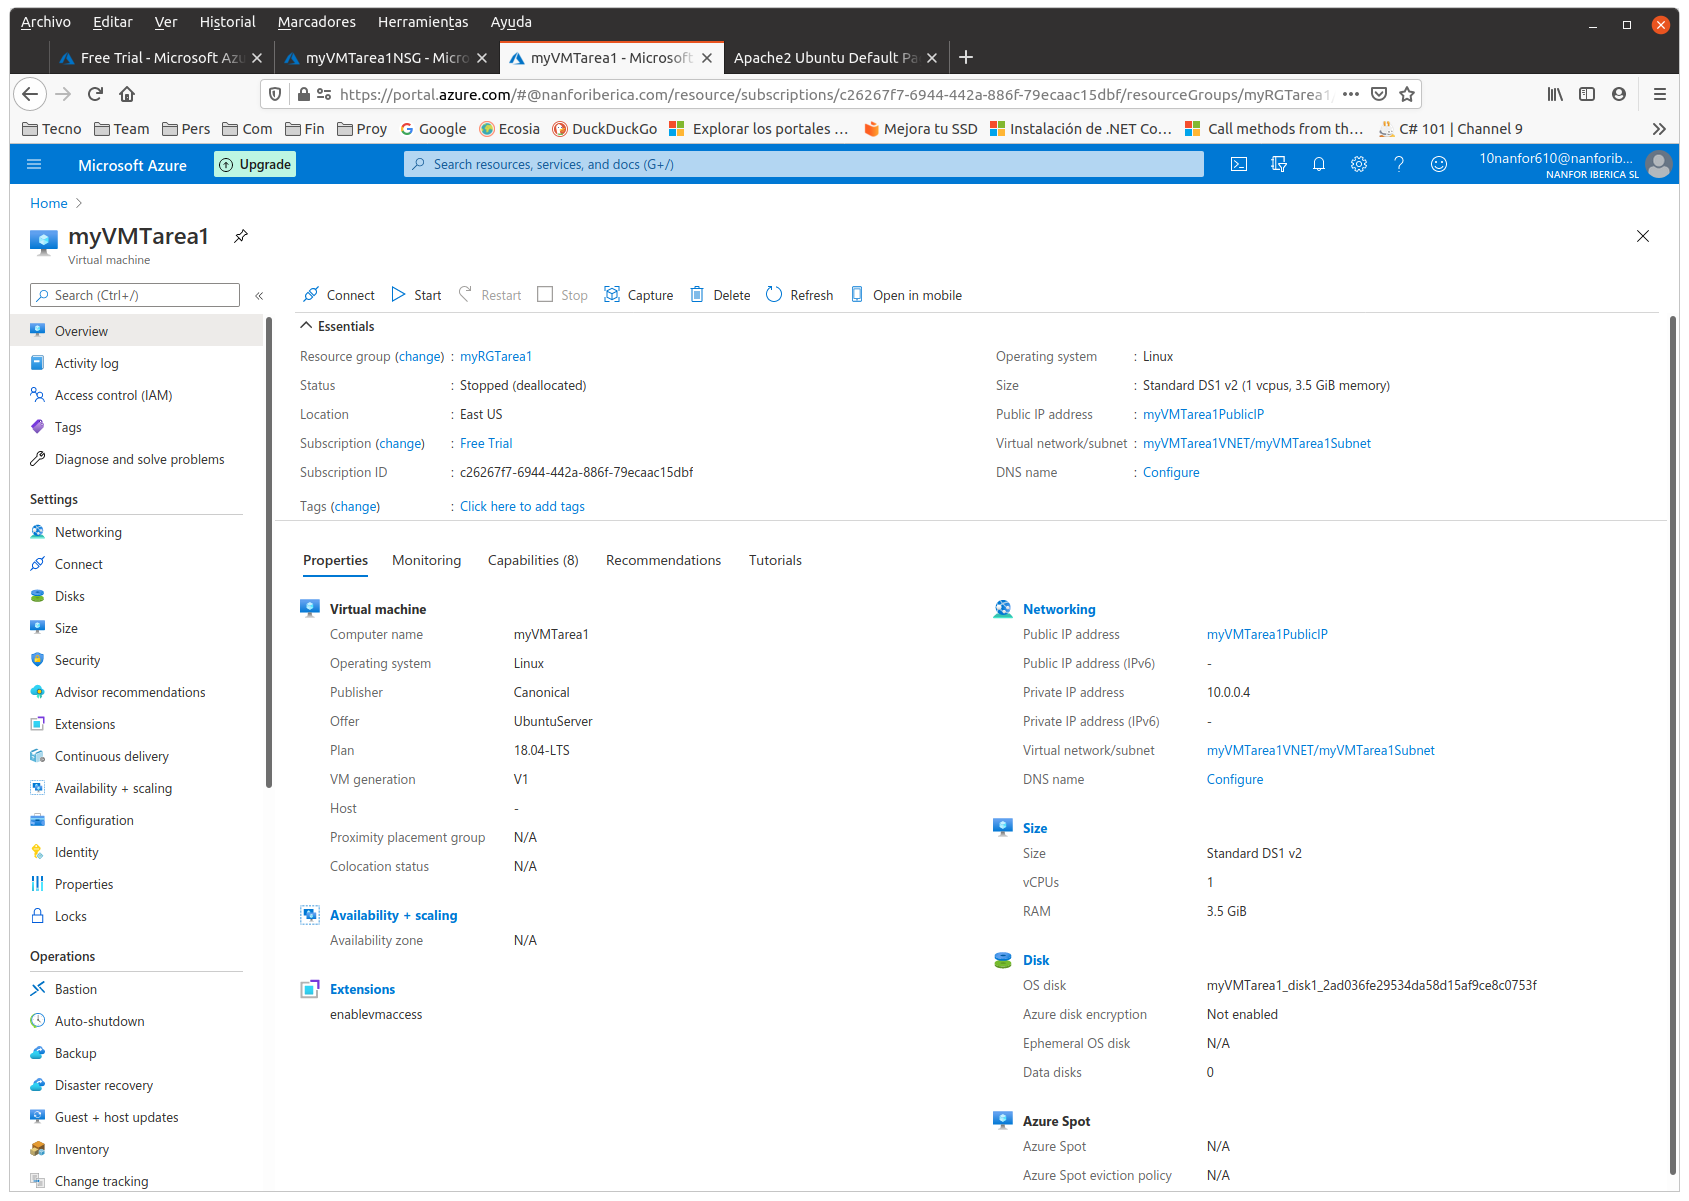 Archivo Editar Ver Historial Marcadores Herramientas Ayuda
Free Trial - Microsoft Azu
myVMTarea1NSG - Micro
myVMTarea1 - Microsoft
Apache2 Ubuntu Default Pa
https://portal.azure.com/#@nanforiberica.com/resource/subscriptions/c26267f7-6944-442a-886f-79ecaac15dbf/resourceGroups/myRGTarea1/
Tecno Team Pers Com Fin Proy Google Ecosia DuckDuckGo Explorar los portales ... Mejora tu SSD Instalación de .NET Co... Call methods from th... C# 101 | Channel 9
Microsoft Azure Upgrade Search resources, services, and docs (G+/) 10nanfor610@nanforib...
NANFOR IBERICA SL
Home
myVMTarea1
Virtual machine
Search (Ctrl+/)
Connect Start Restart Stop Capture Delete Refresh Open in mobile
Overview
Activity log
Access control (IAM)
Tags
Diagnose and solve problems
Settings
Networking
Connect
Disks
Size
Security
Advisor recommendations
Extensions
Continuous delivery
Availability + scaling
Configuration
Identity
Properties
Locks
Operations
Bastion
Auto-shutdown
Backup
Disaster recovery
Guest + host updates
Inventory
Change tracking
Essentials
Resource group (change) : myRGTarea1
Status : Stopped (deallocated)
Location : East US
Subscription (change) : Free Trial
Subscription ID : c26267f7-6944-442a-886f-79ecaac15dbf
Tags (change) : Click here to add tags
Operating system : Linux
Size : Standard DS1 v2 (1 vcpus, 3.5 GiB memory)
Public IP address : myVMTarea1PublicIP
Virtual network/subnet : myVMTarea1VNET/myVMTarea1Subnet
DNS name : Configure
Properties Monitoring Capabilities (8) Recommendations Tutorials
Virtual machine
Computer name myVMTarea1
Operating system Linux
Publisher Canonical
Offer UbuntuServer
Plan 18.04-LTS
VM generation V1
Host -
Proximity placement group N/A
Colocation status N/A
Availability + scaling
Availability zone N/A
Extensions
enablevmaccess
Networking
Public IP address myVMTarea1PublicIP
Public IP address (IPv6) -
Private IP address 10.0.0.4
Private IP address (IPv6) -
Virtual network/subnet myVMTarea1VNET/myVMTarea1Subnet
DNS name Configure
Size
Size Standard DS1 v2
vCPUs 1
RAM 3.5 GiB
Disk
OS disk myVMTarea1_disk1_2ad036fe29534da58d15af9ce8c0753f
Azure disk encryption Not enabled
Ephemeral OS disk N/A
Data disks 0
Azure Spot
Azure Spot N/A
Azure Spot eviction policy N/A